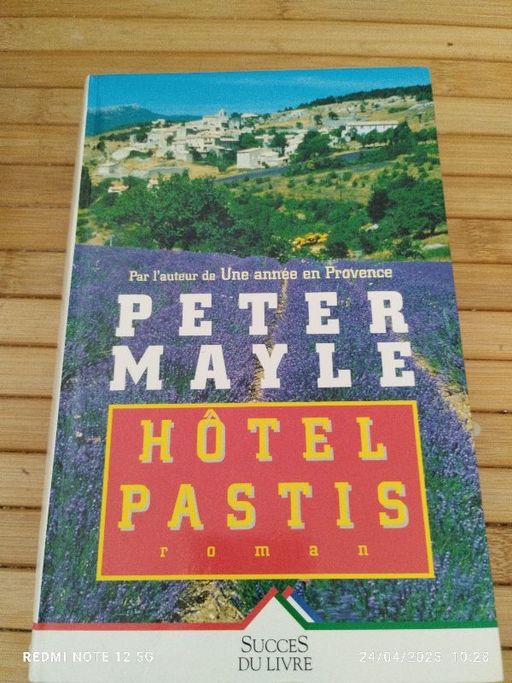 Par l'auteur de Une année en Provence
PETER
MAYLE
HÔTEL
PASTIS
roman
SUCCES
DU LIVRE
REDMI NOTE 12 5G
24/04/2025 10:28